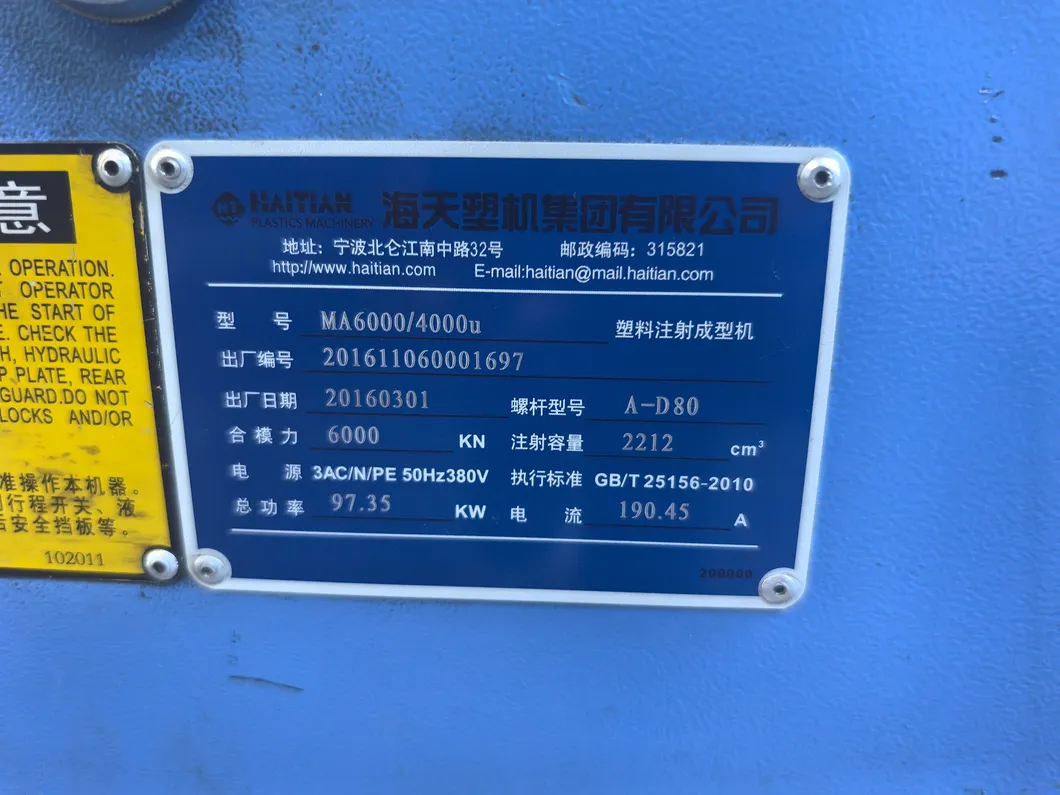 意
OPERATION.
OPERATOR
HE START OF
CHECK THE
H, HYDRAULIC
P PLATE, REAR
GUARD.DO NOT
LOCKS AND/OR
准操作本机器。
行程开关、液
后安全挡板等。
102011
HAITIAN
PLASTICS MACHINERY
海天塑机集团有限公司
地址: 宁波北仑江南中路32号 邮政编码: 315821
http://www.haitian.com E-mail:haitian@mail.haitian.com
型 号 MA6000/4000u 塑料注射成型机
出厂编号 201611060001697
出厂日期 20160301 螺杆型号 A-D80
合模力 6000 KN 注射容量 2212 cm³
电 源 3AC/N/PE 50Hz380V 执行标准 GB/T 25156-2010
总功率 97.35 KW 电 流 190.45 A